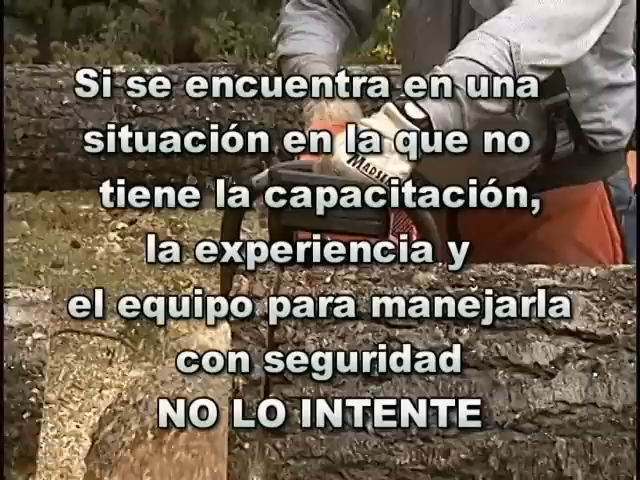 Si se encuentra en una
situación en la que no
tiene la capacitación,
la experiencia y
el equipo para manejarla
con seguridad
NO LO INTENTE